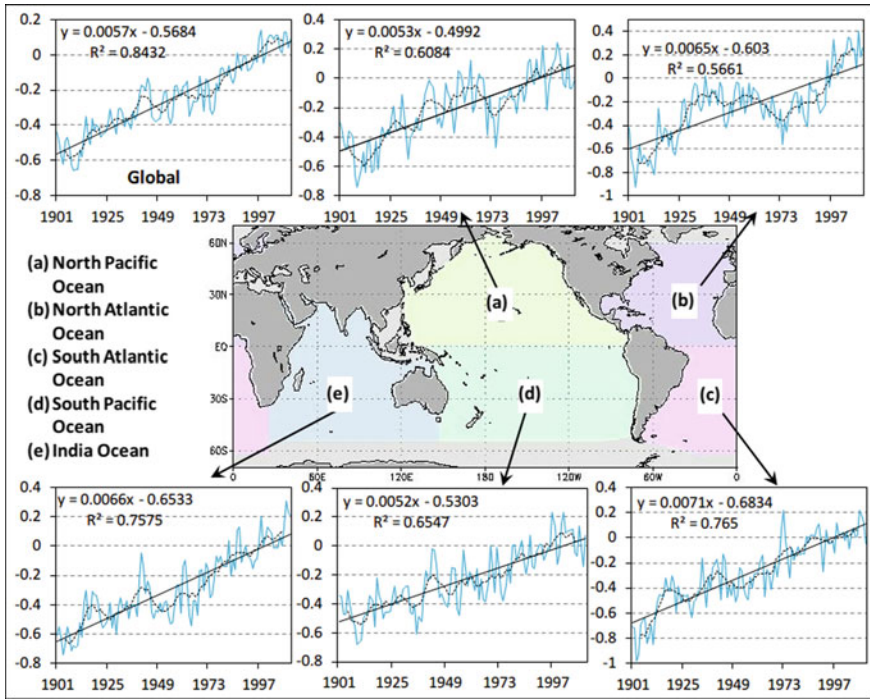 y = 0.0057x - 0.5684
R² = 0.8432
0.2
0
-0.2
-0.4
-0.6
-0.8
Global
1901 1925 1949 1973 1997
y = 0.0053x - 0.4992
R² = 0.6084
0.4
0.2
0
-0.2
-0.4
-0.6
-0.8
1901 1925 1949 1973 1997
y = 0.0065x - 0.603
R² = 0.5661
0.4
0.2
0
-0.2
-0.4
-0.6
-0.8
-1
1901 1925 1949 1973 1997
(a) North Pacific
Ocean
(b) North Atlantic
Ocean
(c) South Atlantic
Ocean
(d) South Pacific
Ocean
(e) India Ocean
60N
30N
EQ
30S
60S
0 60E 120E 180 120W 60W 0
(a)
(b)
(e)
(d)
(c)
y = 0.0066x - 0.6533
R² = 0.7575
0.4
0.2
0
-0.2
-0.4
-0.6
-0.8
1901 1925 1949 1973 1997
y = 0.0052x - 0.5303
R² = 0.6547
0.4
0.2
0
-0.2
-0.4
-0.6
-0.8
1901 1925 1949 1973 1997
y = 0.0071x - 0.6834
R² = 0.765
0.4
0.2
0
-0.2
-0.4
-0.6
-0.8
-1
1901 1925 1949 1973 1997